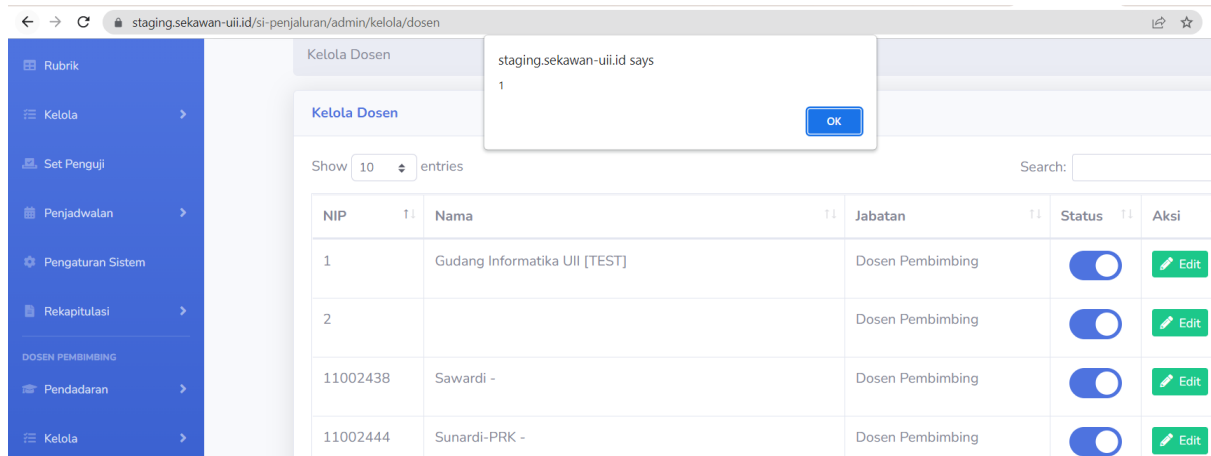 staging.sekawan-uii.id/si-penjaluran/admin/kelola/dosen
staging.sekawan-uii.id says
1
OK
Rubrik
Kelola
Set Penguji
Penjadwalan
Pengaturan Sistem
Rekapitulasi
DOSEN PEMBIMBING
Pendadaran
Kelola
Kelola Dosen
Kelola Dosen
Show 10 entries
Search:
NIP Nama Jabatan Status Aksi
1 Gudang Informatika UII [TEST] Dosen Pembimbing Edit
2 Dosen Pembimbing Edit
11002438 Sawardi - Dosen Pembimbing Edit
11002444 Sunardi-PRK - Dosen Pembimbing Edit